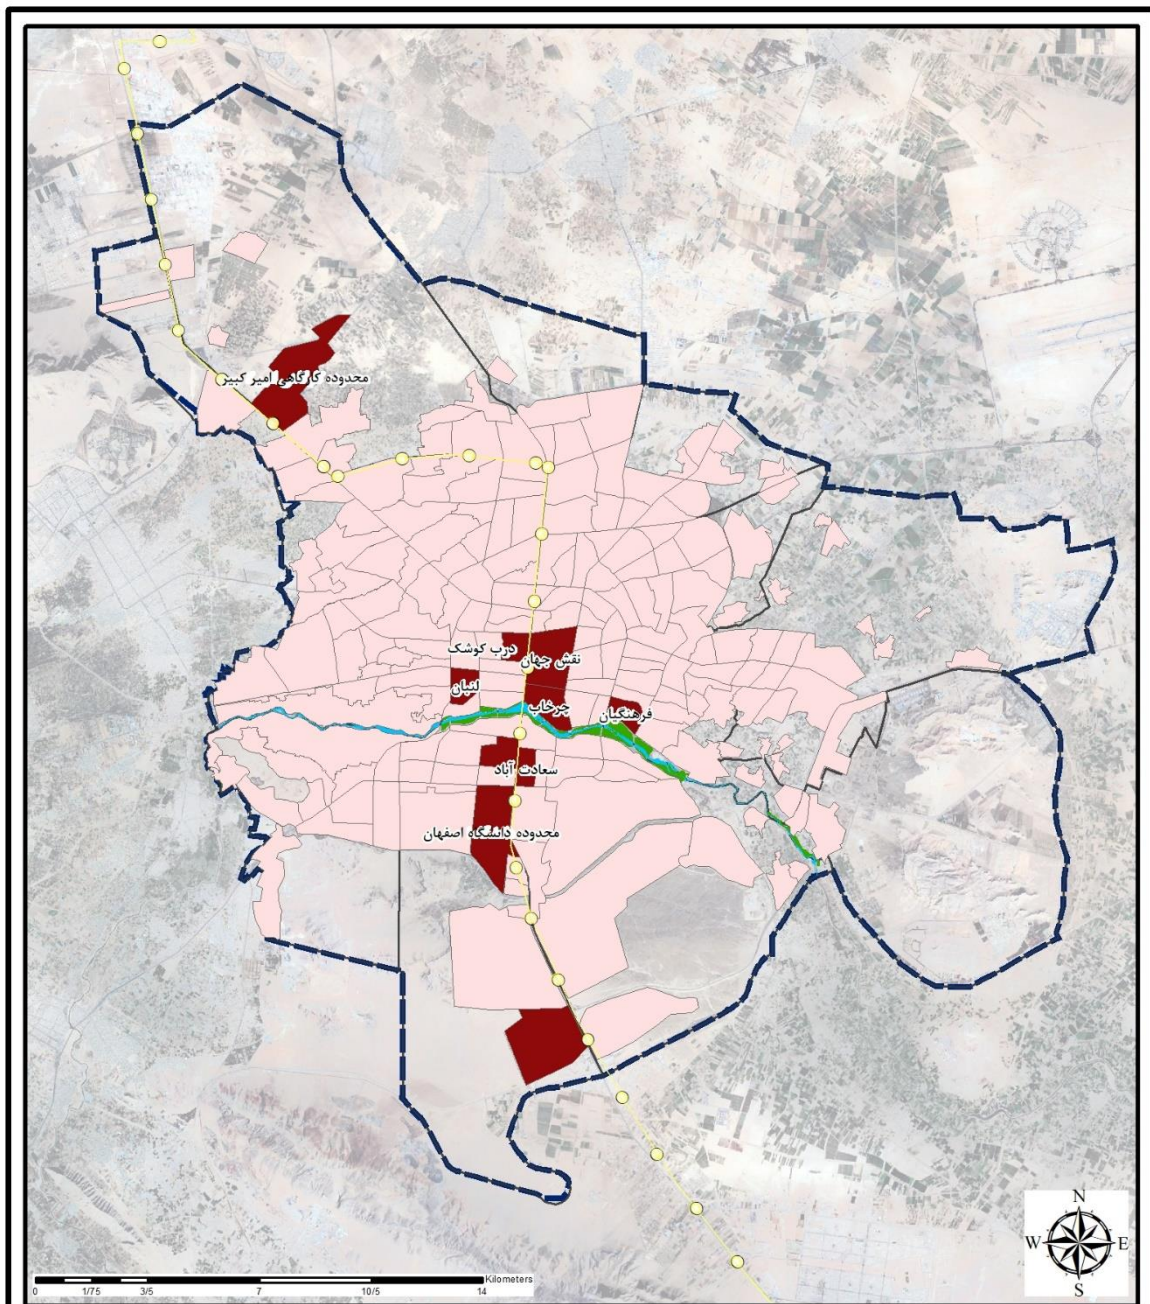 محدوده کارگاهی امیر کبیر
درب کوشک
نقش جهان
لنبان
چرخاب
فرهنگیان
سعادت آباد
محدوده دانشگاه اصفهان
N
W E
S
Kilometers
0 1/75 3/5 7 10/5 14